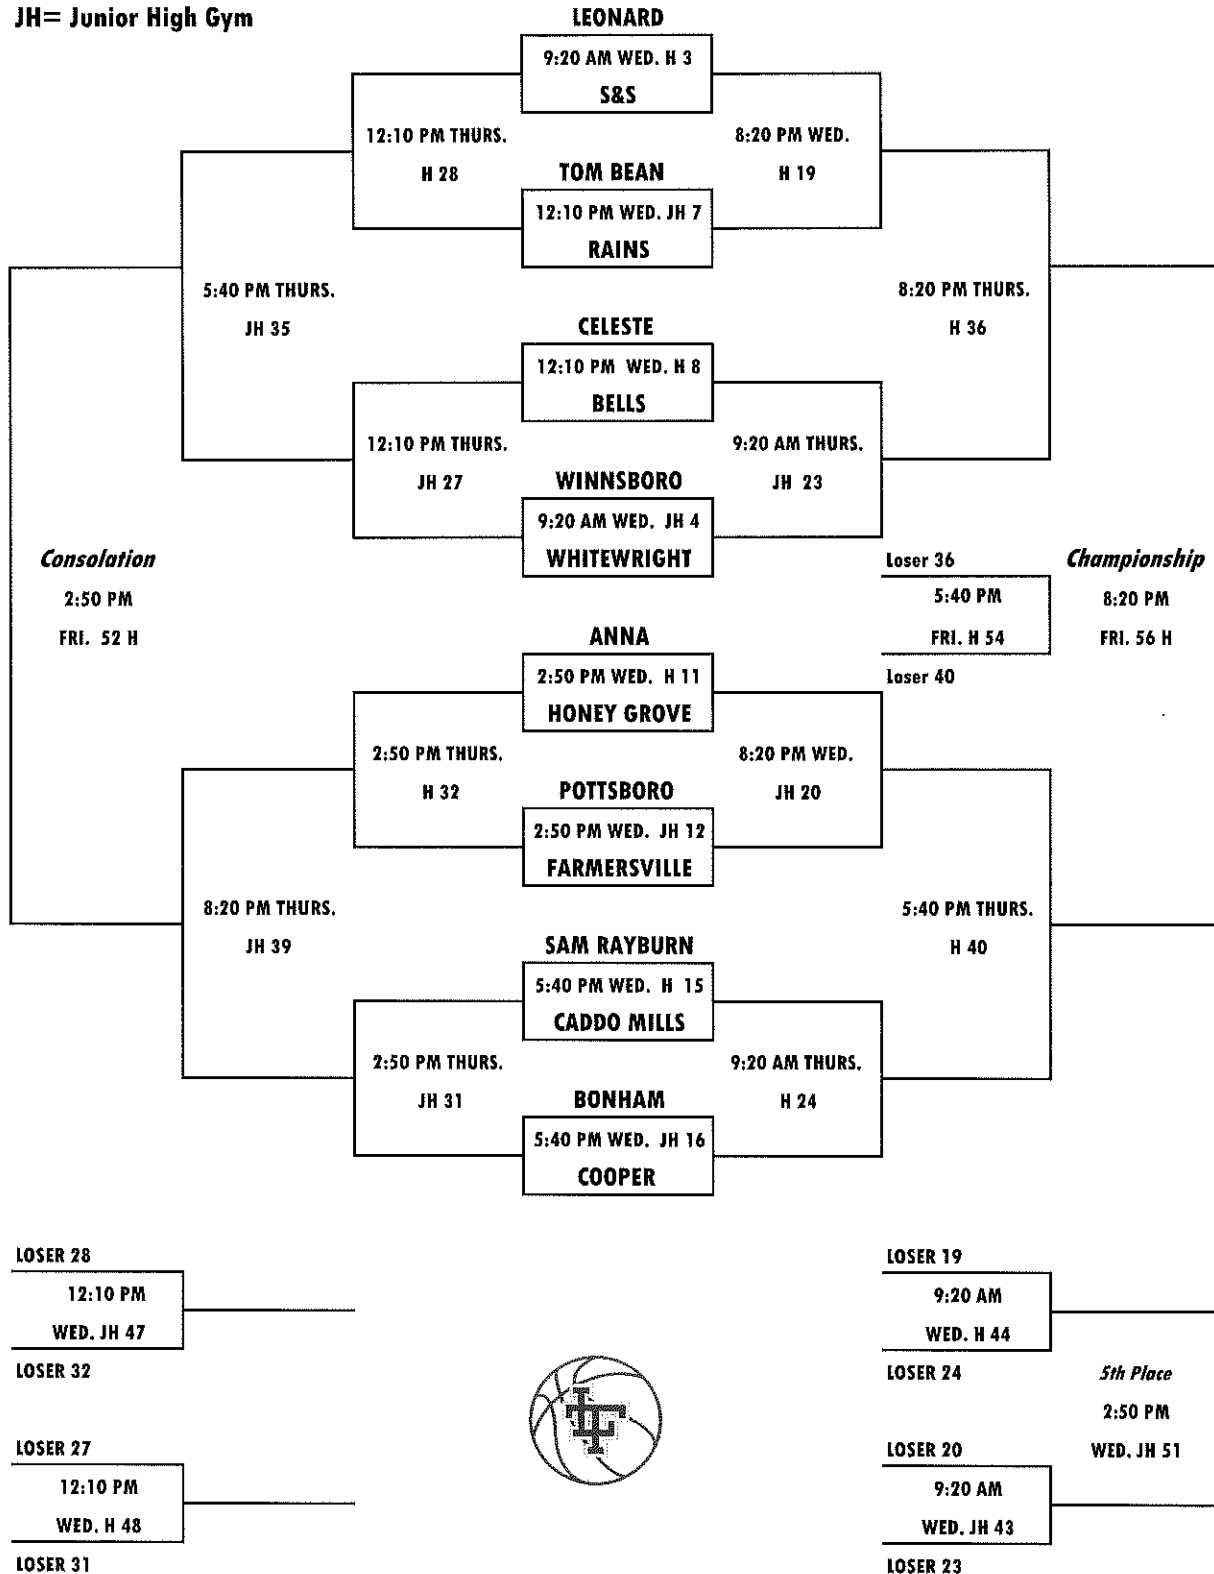 JH= Junior High Gym
LEONARD
9:20 AM WED. H 3
S&S
12:10 PM THURS.
H 28
8:20 PM WED.
H 19
TOM BEAN
12:10 PM WED. JH 7
RAINS
5:40 PM THURS.
JH 35
8:20 PM THURS.
H 36
CELESTE
12:10 PM WED. H 8
BELLS
12:10 PM THURS.
JH 27
9:20 AM THURS.
JH 23
WINNSBORO
9:20 AM WED. JH 4
WHITEWRIGHT
Consolation
2:50 PM
FRI. 52 H
Loser 36
5:40 PM
FRI. H 54
Loser 40
Championship
8:20 PM
FRI. 56 H
ANNA
2:50 PM WED. H 11
HONEY GROVE
2:50 PM THURS.
H 32
8:20 PM WED.
JH 20
POTTSBORO
2:50 PM WED. JH 12
FARMERSVILLE
8:20 PM THURS.
JH 39
5:40 PM THURS.
H 40
SAM RAYBURN
5:40 PM WED. H 15
CADDO MILLS
2:50 PM THURS.
JH 31
9:20 AM THURS.
H 24
BONHAM
5:40 PM WED. JH 16
COOPER
LOSER 28
12:10 PM
WED. JH 47
LOSER 32
LOSER 19
9:20 AM
WED. H 44
LOSER 24
5th Place
2:50 PM
WED. JH 51
LOSER 27
12:10 PM
WED. H 48
LOSER 31
LOSER 20
9:20 AM
WED. JH 43
LOSER 23